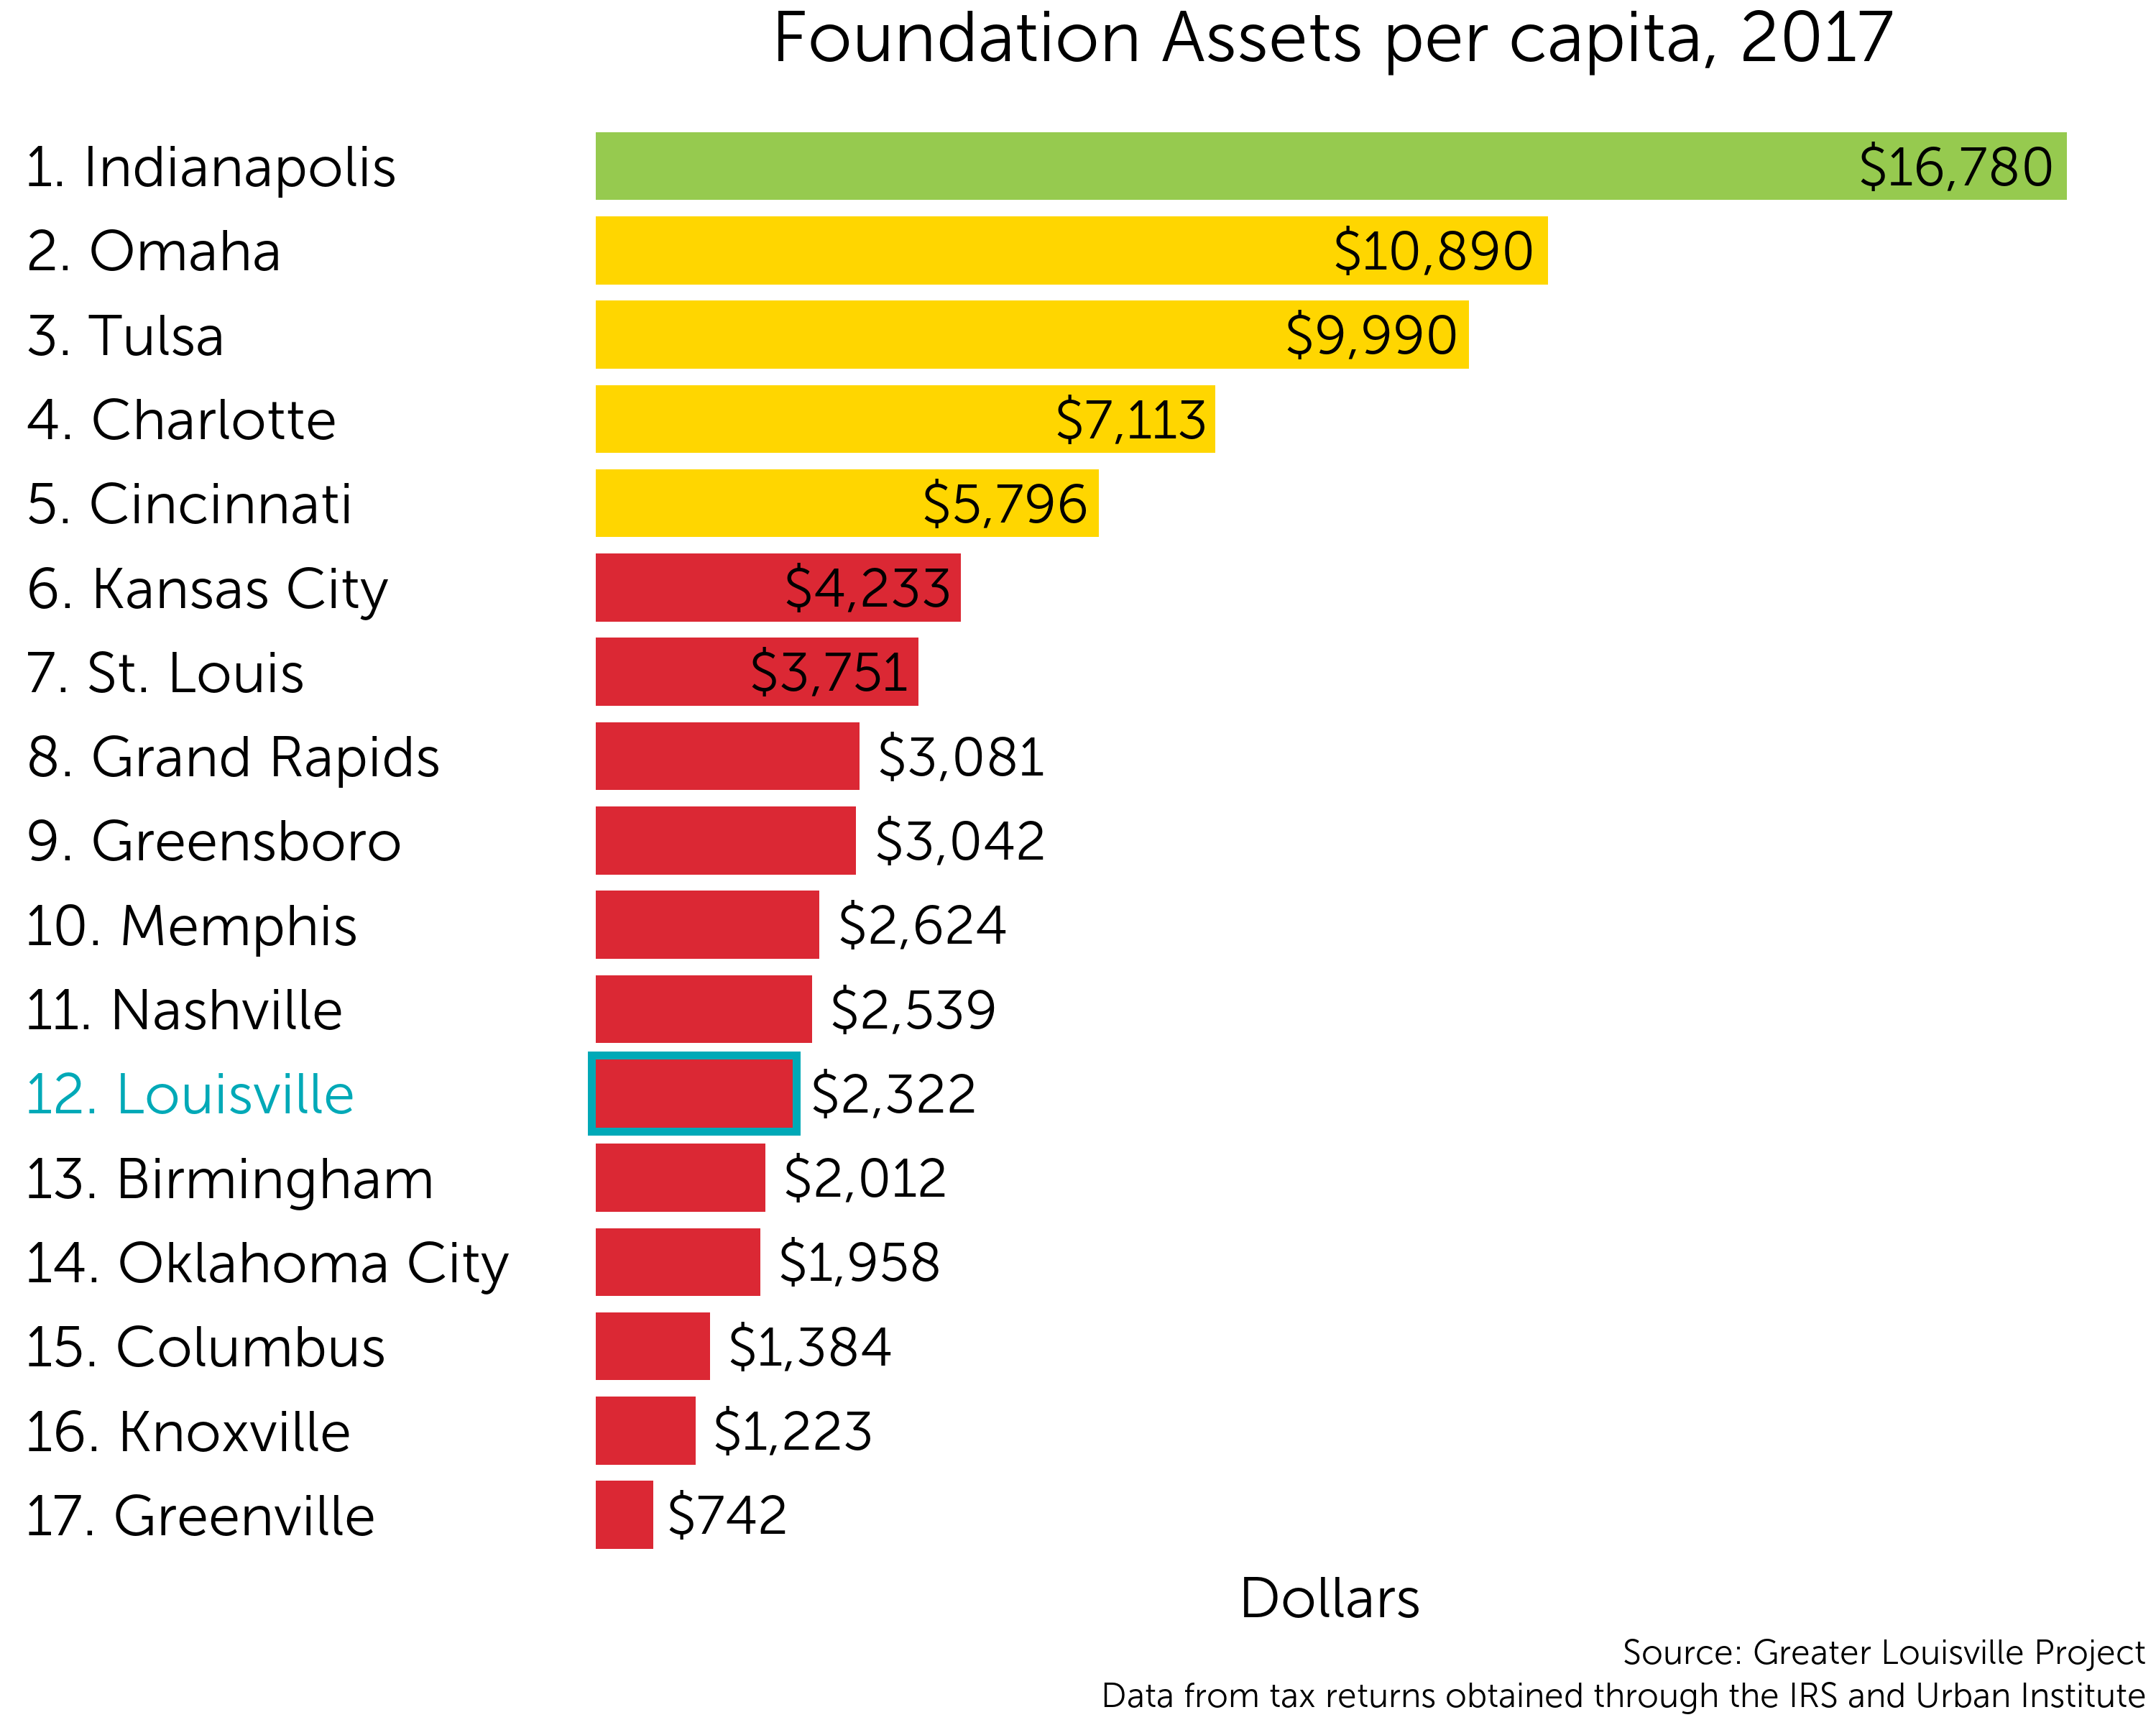 Foundation Assets per capita, 2017
1. Indianapolis $16,780
2. Omaha $10,890
3. Tulsa $9,990
4. Charlotte $7,113
5. Cincinnati $5,796
6. Kansas City $4,233
7. St. Louis $3,751
8. Grand Rapids $3,081
9. Greensboro $3,042
10. Memphis $2,624
11. Nashville $2,539
12. Louisville $2,322
13. Birmingham $2,012
14. Oklahoma City $1,958
15. Columbus $1,384
16. Knoxville $1,223
17. Greenville $742
Dollars
Source: Greater Louisville Project
Data from tax returns obtained through the IRS and Urban Institute